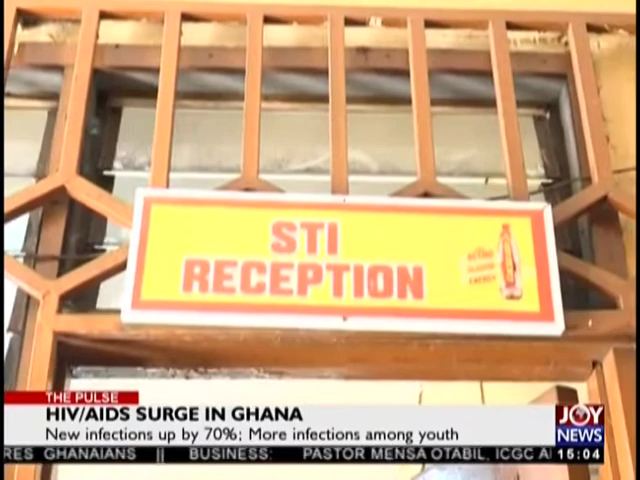 STI
RECEPTION
THE PULSE
HIV/AIDS SURGE IN GHANA
New infections up by 70%; More infections among youth
JOY
NEWS
RES GHANAIANS || BUSINESS: PASTOR MENSA OTABIL, ICGC A
15:04